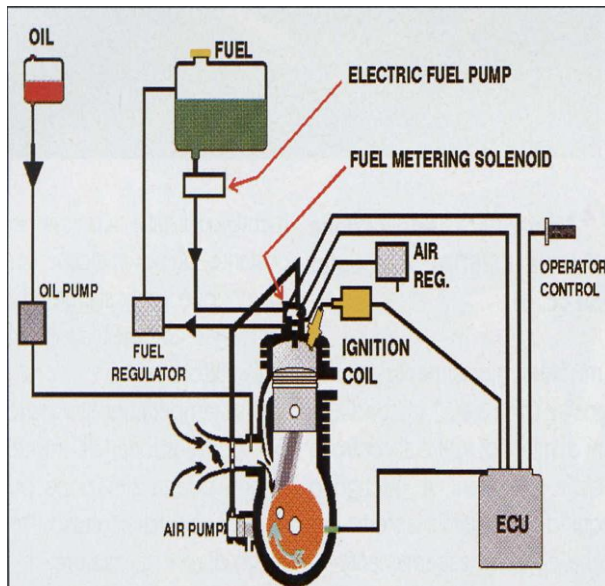 OIL
FUEL
ELECTRIC FUEL PUMP
FUEL METERING SOLENOID
AIR
REG.
OPERATOR
CONTROL
OIL PUMP
FUEL
REGULATOR
IGNITION
COIL
AIR PUMP
ECU